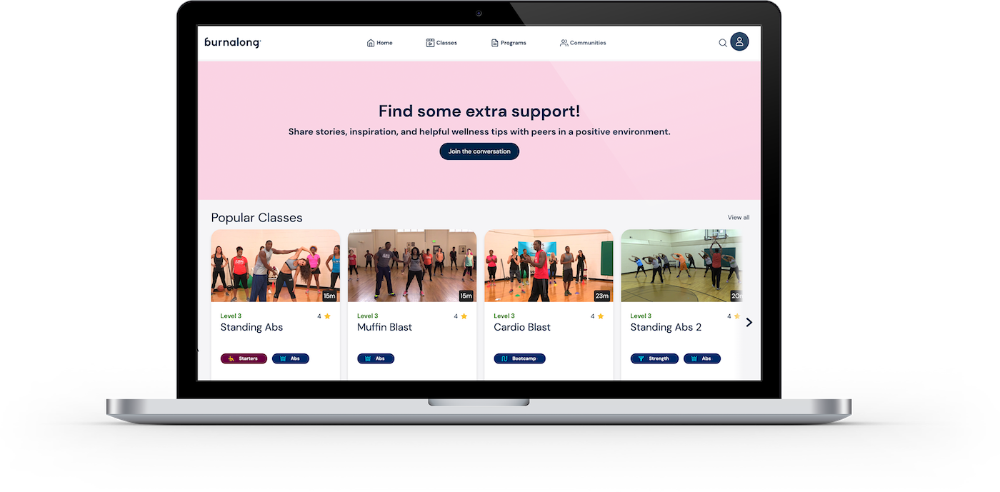 burnalong
Home
Classes
Programs
Communities
Find some extra support!
Share stories, inspiration, and helpful wellness tips with peers in a positive environment.
Join the conversation
Popular Classes
View all
15m
15m
23m
Level 3
4
Standing Abs
Starters
Abs
Level 3
4
Muffin Blast
Abs
Level 3
4
Cardio Blast
Bootcamp
Level 3
4
Standing Abs 2
Strength
Abs